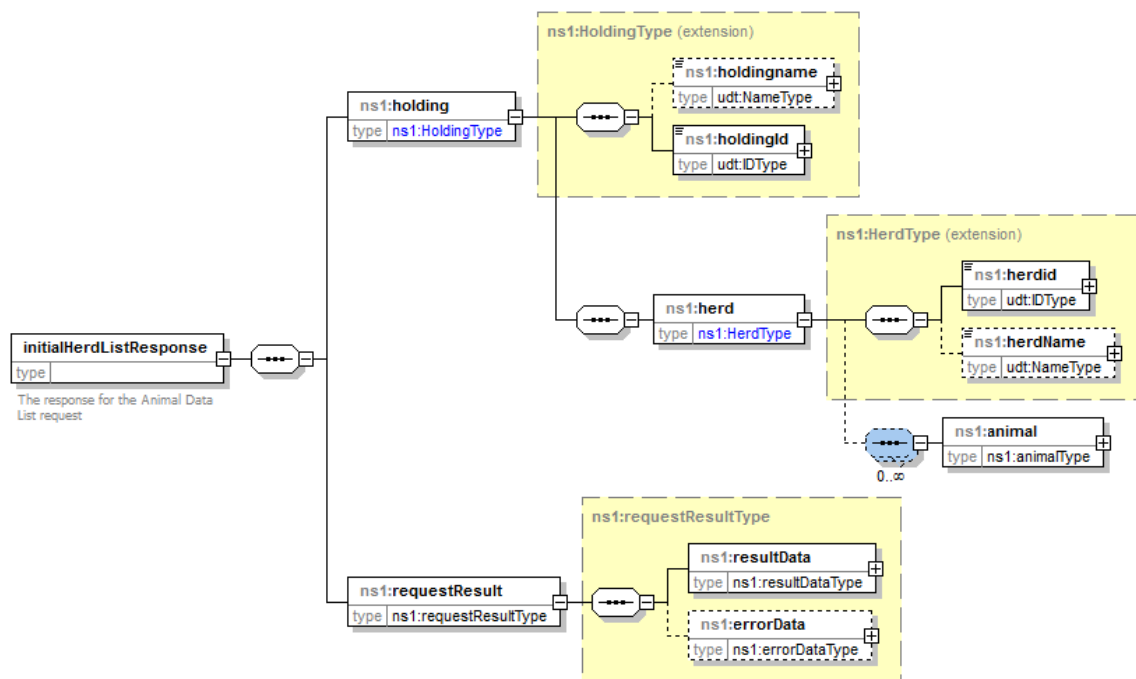 ns1:HoldingType (extension)
ns1:holdingname
type udt:NameType
ns1:holding
type ns1:HoldingType
ns1:holdingId
type udt:IDType
ns1:HerdType (extension)
ns1:herdid
type udt:IDType
ns1:herd
type ns1:HerdType
ns1:herdName
type udt:NameType
initialHerdListResponse
type
The response for the Animal Data
List request
ns1:animal
type ns1:animalType
0..∞
ns1:requestResultType
ns1:resultData
type ns1:resultDataType
ns1:requestResult
type ns1:requestResultType
ns1:errorData
type ns1:errorDataType